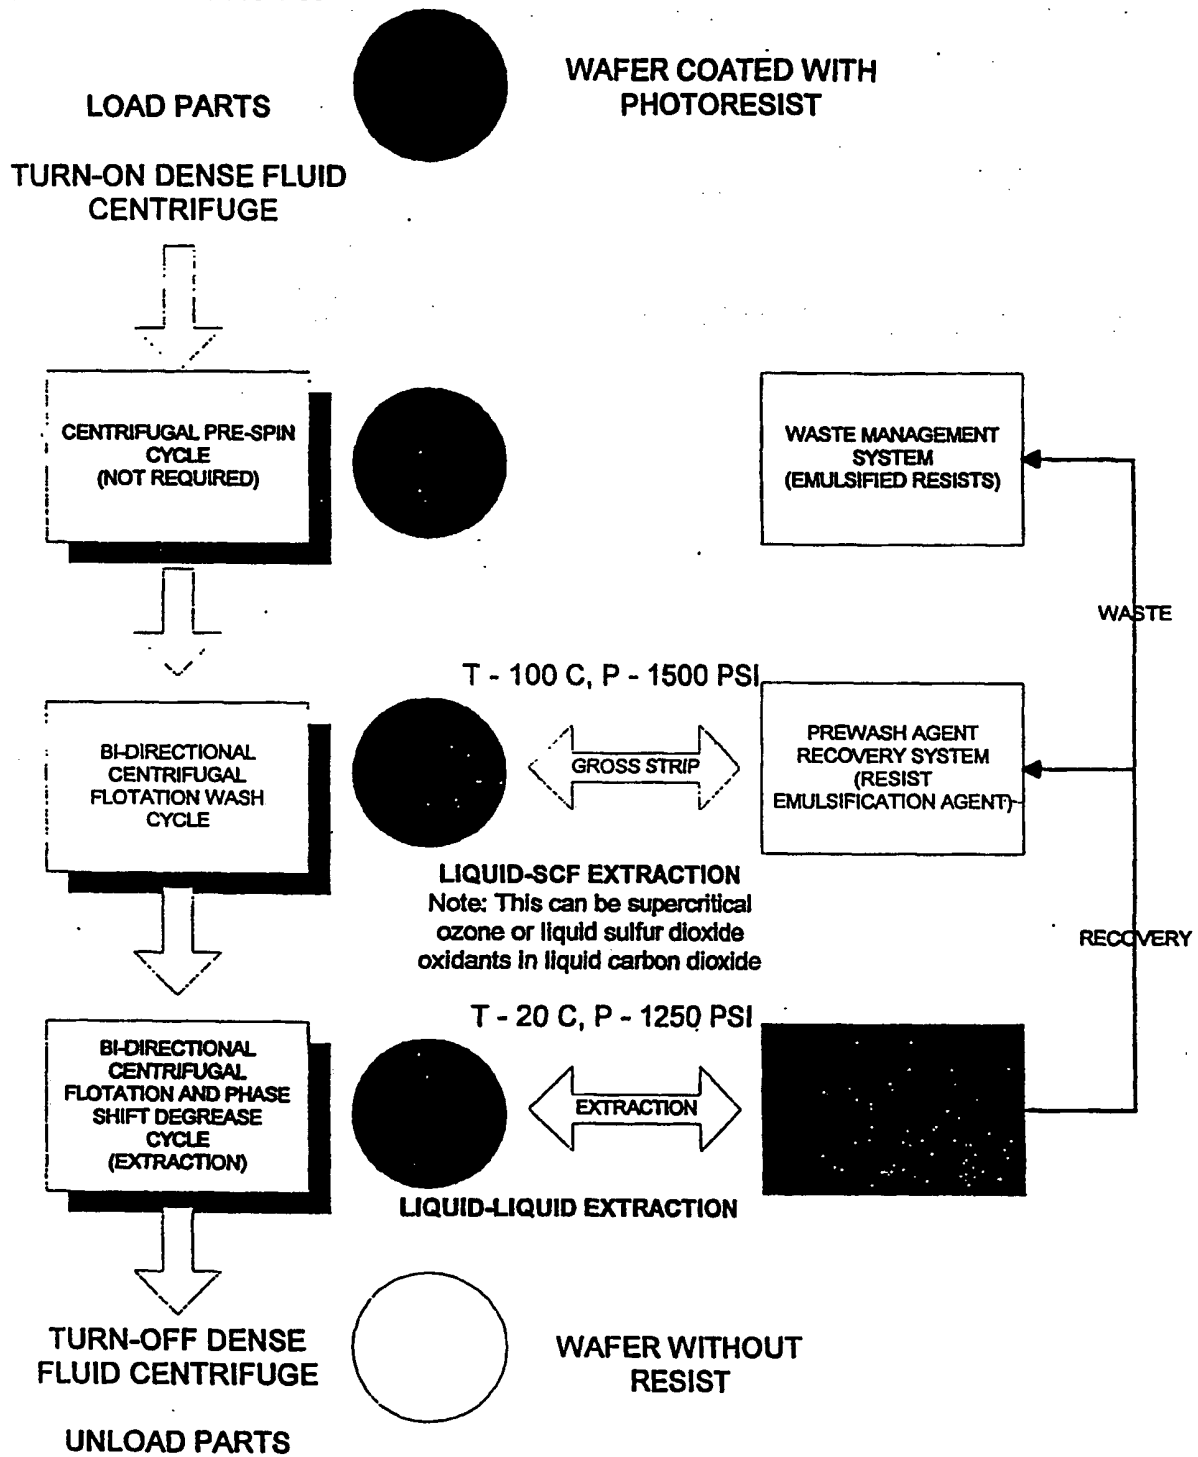 WAFER COATED WITH
PHOTORESIST
LOAD PARTS
TURN-ON DENSE FLUID
CENTRIFUGE
CENTRIFUGAL PRE-SPIN
CYCLE
(NOT REQUIRED)
WASTE MANAGEMENT
SYSTEM
(EMULSIFIED RESISTS)
WASTE
T - 100 C, P - 1500 PSI
BI-DIRECTIONAL
CENTRIFUGAL
FLOTATION WASH
CYCLE
GROSS STRIP
PREWASH AGENT
RECOVERY SYSTEM
(RESIST
EMULSIFICATION AGENT)
LIQUID-SCF EXTRACTION
Note: This can be supercritical
ozone or liquid sulfur dioxide
oxidants in liquid carbon dioxide
RECOVERY
T - 20 C, P - 1250 PSI
BI-DIRECTIONAL
CENTRIFUGAL
FLOTATION AND PHASE
SHIFT DEGREASE
CYCLE
(EXTRACTION)
EXTRACTION
LIQUID-LIQUID EXTRACTION
TURN-OFF DENSE
FLUID CENTRIFUGE
WAFER WITHOUT
RESIST
UNLOAD PARTS